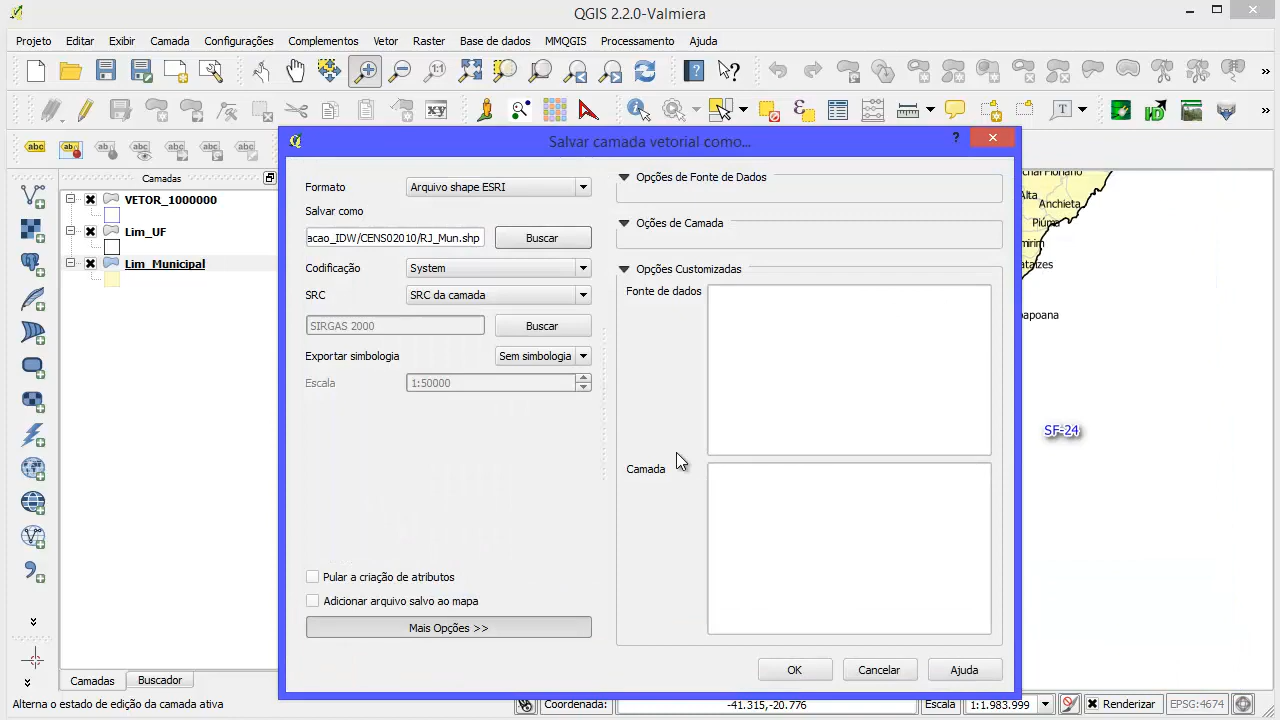 QGIS 2.2.0-Valmiera
Projeto Editar Exibir Camada Configurações Complementos Vetor Raster Base de dados MMQGIS Processamento Ajuda
Salvar camada vetorial como...
Camadas
VETOR_1000000
Lim_UF
Lim_Municipal
Formato Arquivo shape ESRI
Salvar como
acao_IDW/CENSO2010/RJ_Mun.shp Buscar
Codificação System
SRC SRC da camada
SIRGAS 2000 Buscar
Exportar simbologia Sem simbologia
Escala 1:50000
Pular a criação de atributos
Adicionar arquivo salvo ao mapa
Mais Opções >>
Opções de Fonte de Dados
Oções de Camada
Opções Customizadas
Fonte de dados
Camada
OK Cancelar Ajuda
Alta
Anchieta
Piúma
SF-24
Camadas Buscador
Alterna o estado de edição da camada ativa
Coordenada: -41.315,-20.776 Escala 1:1.983.999 Renderizar EPSG:4674